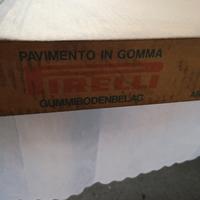 PAVIMENTO IN GOMMA
PIRELLI
GUMMIBODENBELAG